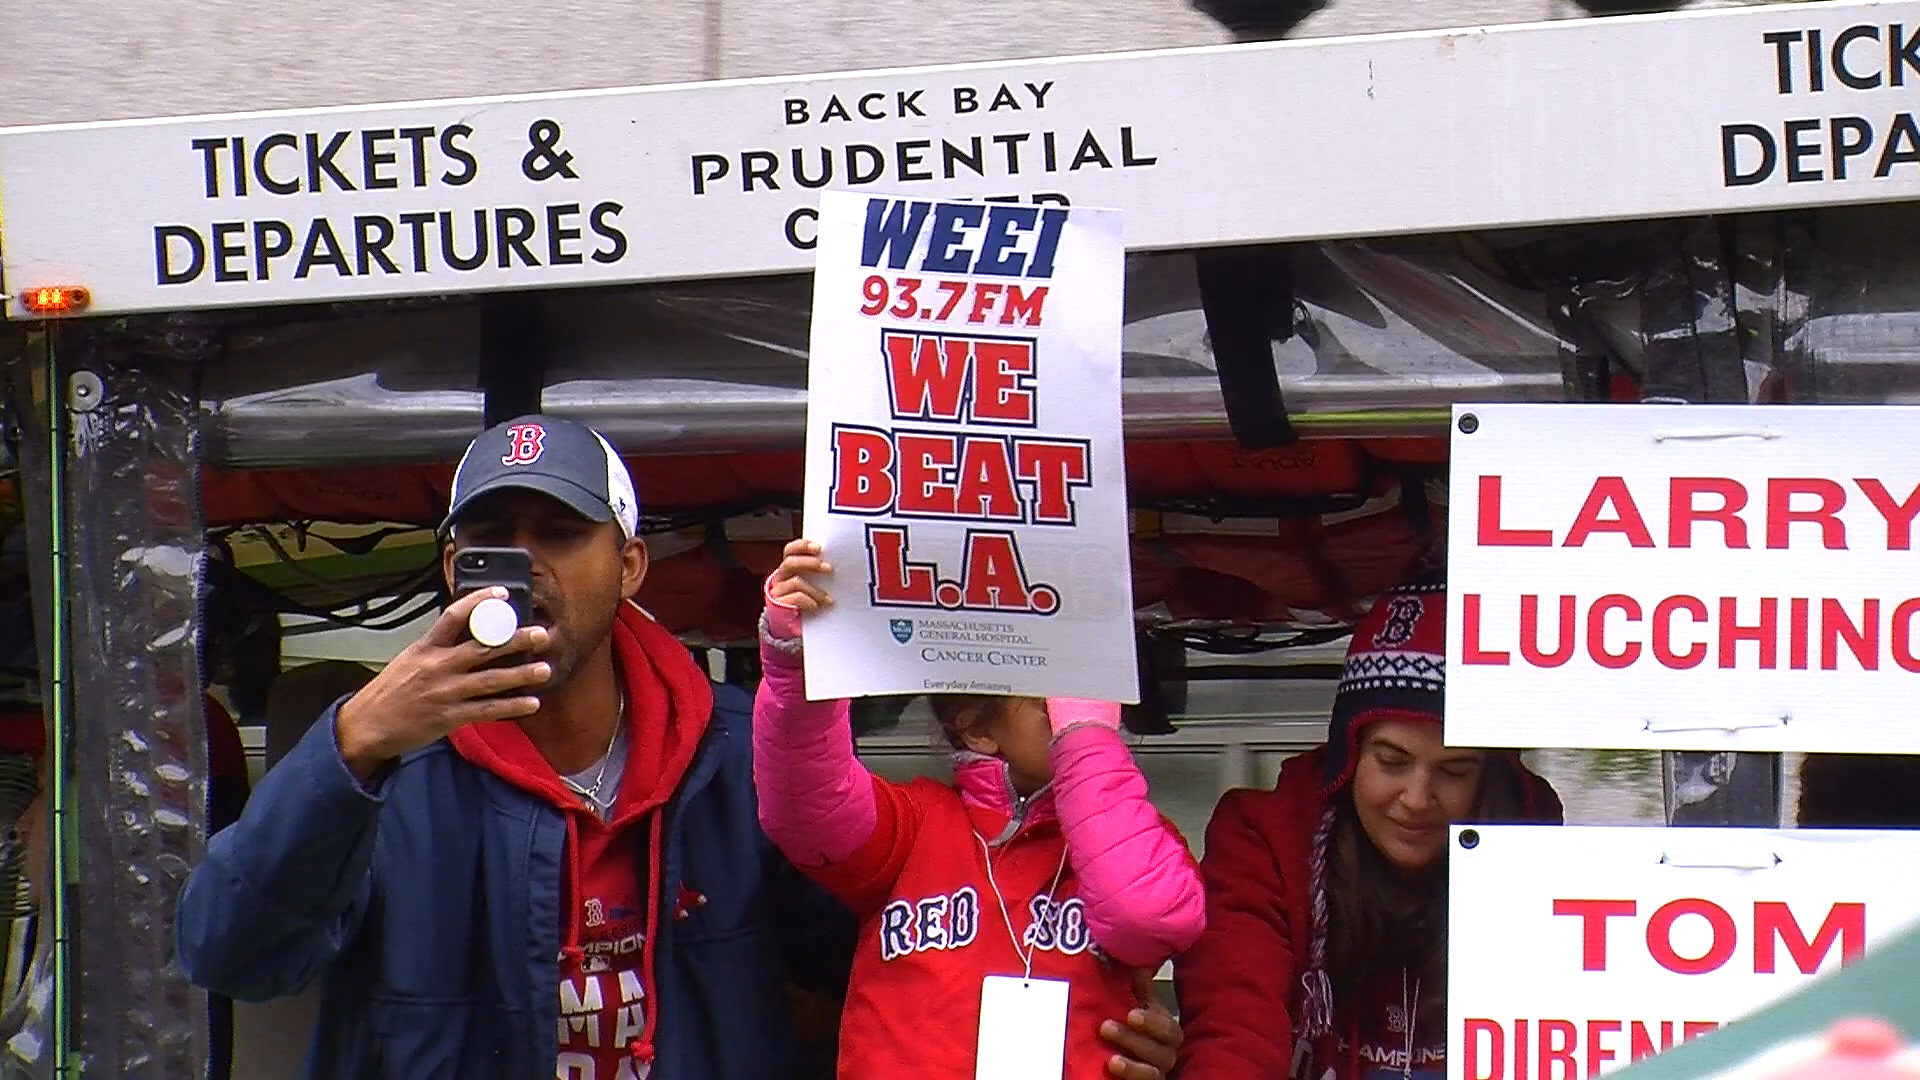 TICKETS & DEPARTURES
BACK BAY
PRUDENTIAL
WEEI
93.7FM
WE
BEAT
L.A.
MASSACHUSETTS
GENERAL HOSPITAL
CANCER CENTER
Everyday Amazing
TICK
DEPA
LARRY
LUCCHINO
TOM
B
B
RED SO
B